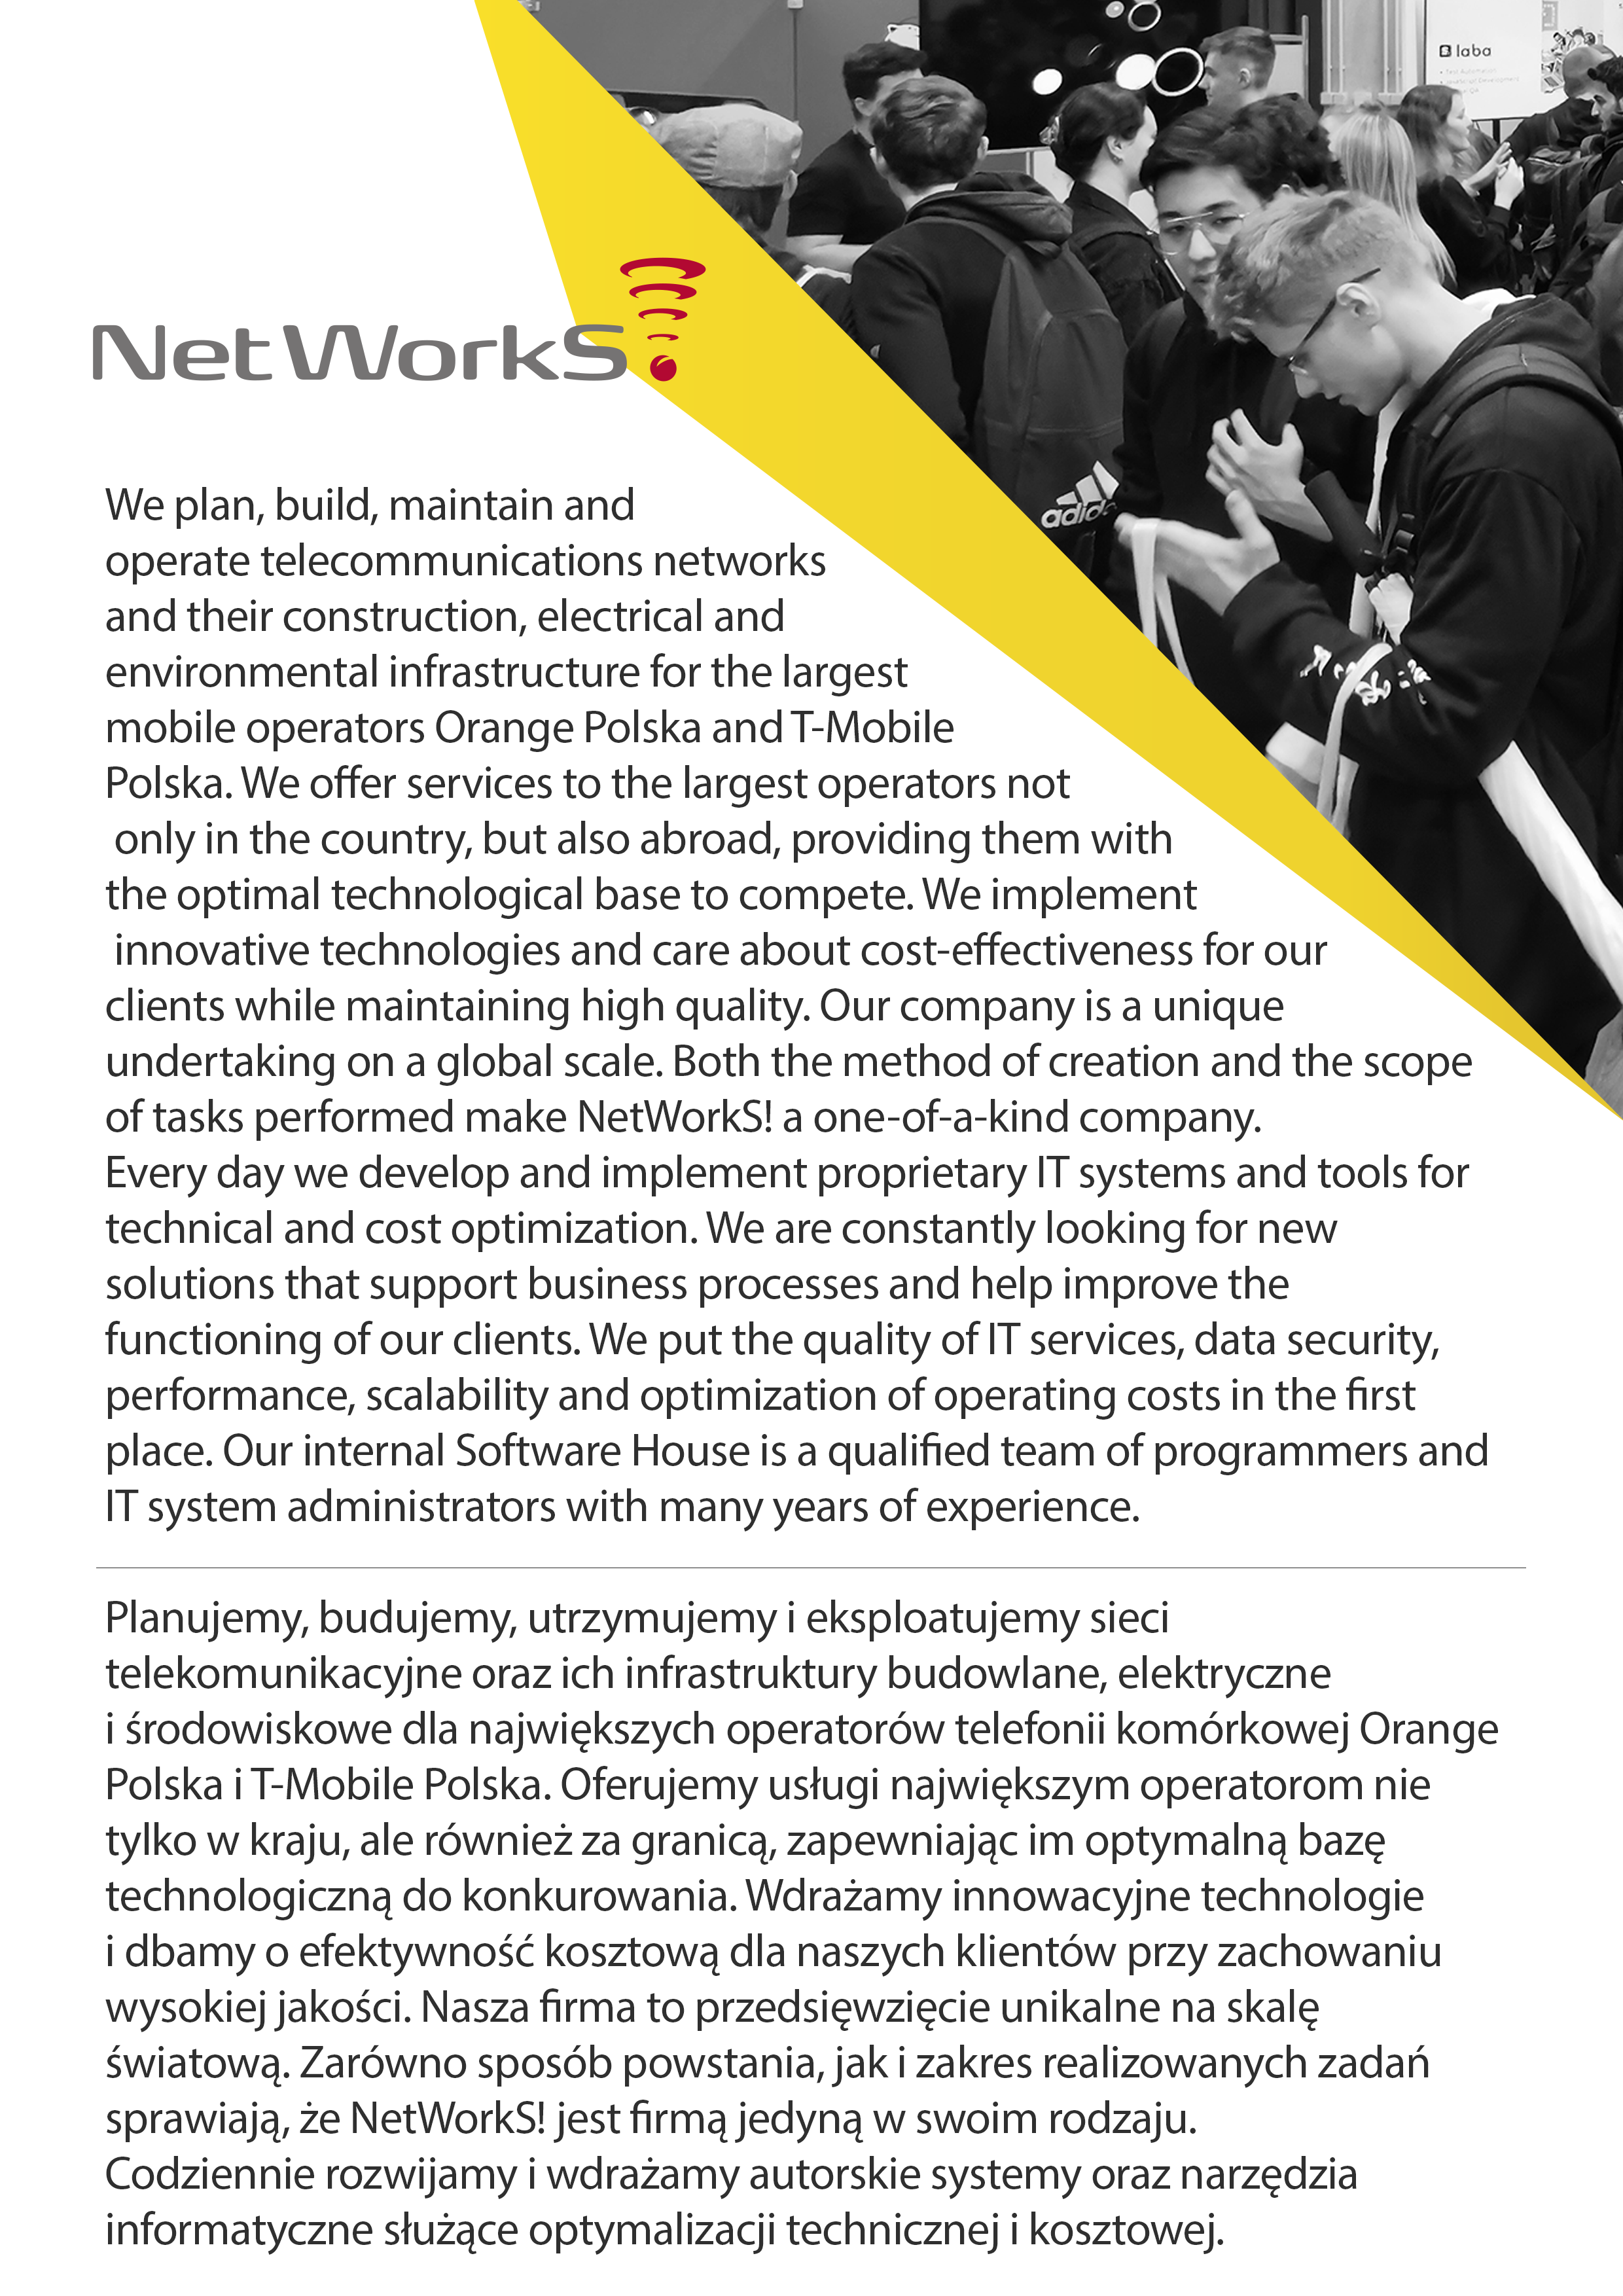 laba
adidas
NetWorkS!
We plan, build, maintain and
operate telecommunications networks
and their construction, electrical and
environmental infrastructure for the largest
mobile operators Orange Polska and T-Mobile
Polska. We offer services to the largest operators not
only in the country, but also abroad, providing them with
the optimal technological base to compete. We implement
innovative technologies and care about cost-effectiveness for our
clients while maintaining high quality. Our company is a unique
undertaking on a global scale. Both the method of creation and the scope
of tasks performed make NetWorkS! a one-of-a-kind company.
Every day we develop and implement proprietary IT systems and tools for
technical and cost optimization. We are constantly looking for new
solutions that support business processes and help improve the
functioning of our clients. We put the quality of IT services, data security,
performance, scalability and optimization of operating costs in the first
place. Our internal Software House is a qualified team of programmers and
IT system administrators with many years of experience.
Planujemy, budujemy, utrzymujemy i eksploatujemy sieci
telekomunikacyjne oraz ich infrastruktury budowlane, elektryczne
i środowiskowe dla największych operatorów telefonii komórkowej Orange
Polska i T-Mobile Polska. Oferujemy usługi największym operatorom nie
tylko w kraju, ale również za granicą, zapewniając im optymalną bazę
technologiczną do konkurowania. Wdrażamy innowacyjne technologie
i dbamy o efektywność kosztową dla naszych klientów przy zachowaniu
wysokiej jakości. Nasza firma to przedsięwzięcie unikalne na skalę
światową. Zarówno sposób powstania, jak i zakres realizowanych zadań
sprawiają, że NetWorkS! jest firmą jedyną w swoim rodzaju.
Codziennie rozwijamy i wdrażamy autorskie systemy oraz narzędzia
informatyczne służące optymalizacji technicznej i kosztowej.